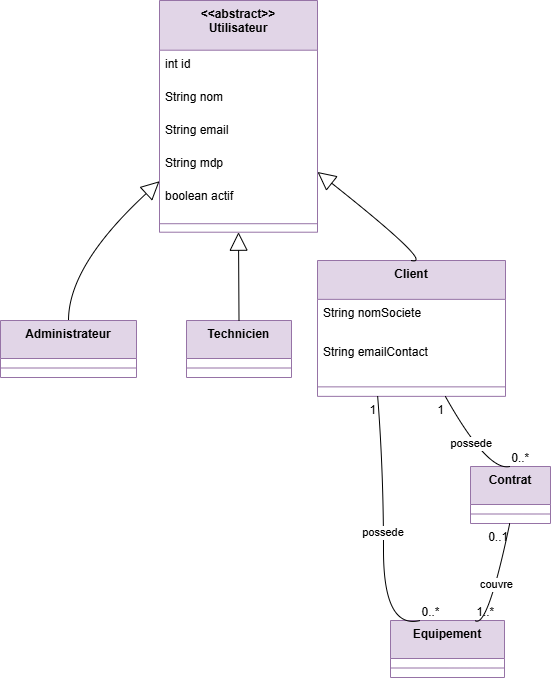 <<abstract>>
Utilisateur
int id
String nom
String email
String mdp
boolean actif
Client
String nomSociete
String emailContact
Administrateur
Technicien
1
1
possede
0..*
Contrat
0..1
possede
couvre
0..*
1..*
Equipement